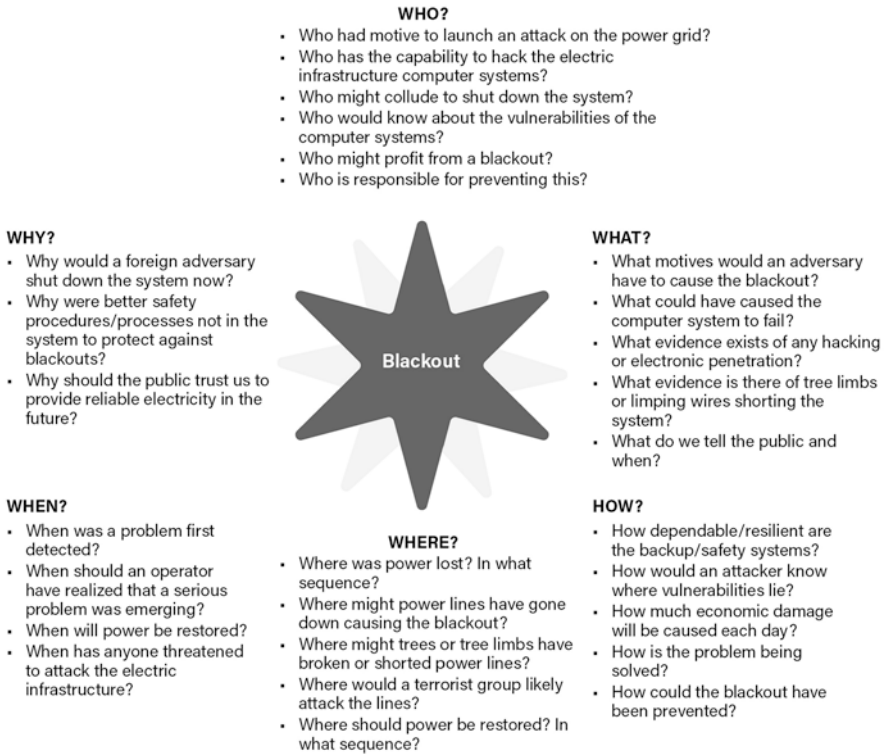 WHO?
▪ Who had motive to launch an attack on the power grid?
▪ Who has the capability to hack the electric
infrastructure computer systems?
▪ Who might collude to shut down the system?
▪ Who would know about the vulnerabilities of the
computer systems?
▪ Who might profit from a blackout?
▪ Who is responsible for preventing this?
WHY?
▪ Why would a foreign adversary
shut down the system now?
▪ Why were better safety
procedures/processes not in the
system to protect against
blackouts?
▪ Why should the public trust us to
provide reliable electricity in the
future?
Blackout
WHAT?
▪ What motives would an adversary
have to cause the blackout?
▪ What could have caused the
computer system to fail?
▪ What evidence exists of any hacking
or electronic penetration?
▪ What evidence is there of tree limbs
or limping wires shorting the
system?
▪ What do we tell the public and
when?
WHEN?
▪ When was a problem first
detected?
▪ When should an operator
have realized that a serious
problem was emerging?
▪ When will power be restored?
▪ When has anyone threatened
to attack the electric
infrastructure?
WHERE?
▪ Where was power lost? In what
sequence?
▪ Where might power lines have gone
down causing the blackout?
▪ Where might trees or tree limbs have
broken or shorted power lines?
▪ Where would a terrorist group likely
attack the lines?
▪ Where should power be restored? In
what sequence?
HOW?
▪ How dependable/resilient are
the backup/safety systems?
▪ How would an attacker know
where vulnerabilities lie?
▪ How much economic damage
will be caused each day?
▪ How is the problem being
solved?
▪ How could the blackout have
been prevented?